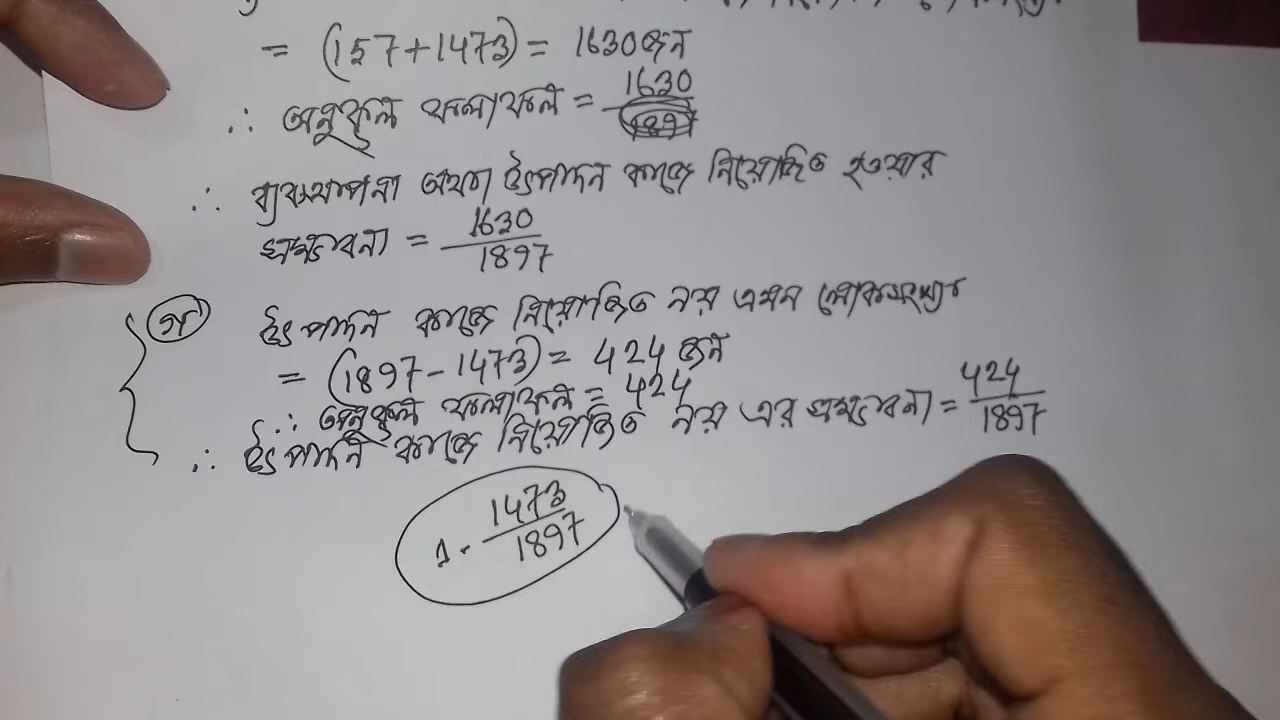 = (157+1473) = 1630 জন
∴ অনুকূল ফলাফল = 1630
∴ ব্যবস্থাপনা অথবা উৎপাদন কাজে নিয়োজিত হওয়ার
সম্ভাবনা = 1630/1897
গ উৎপাদন কাজে নিয়োজিত নয় এমন লোকসংখ্যা
= (1897-1473) = 424 জন
∴ অনুকূল ফলাফল = 424
∴ উৎপাদন কাজে নিয়োজিত নয় এর সম্ভাবনা = 424/1897
1 - 1473/1897